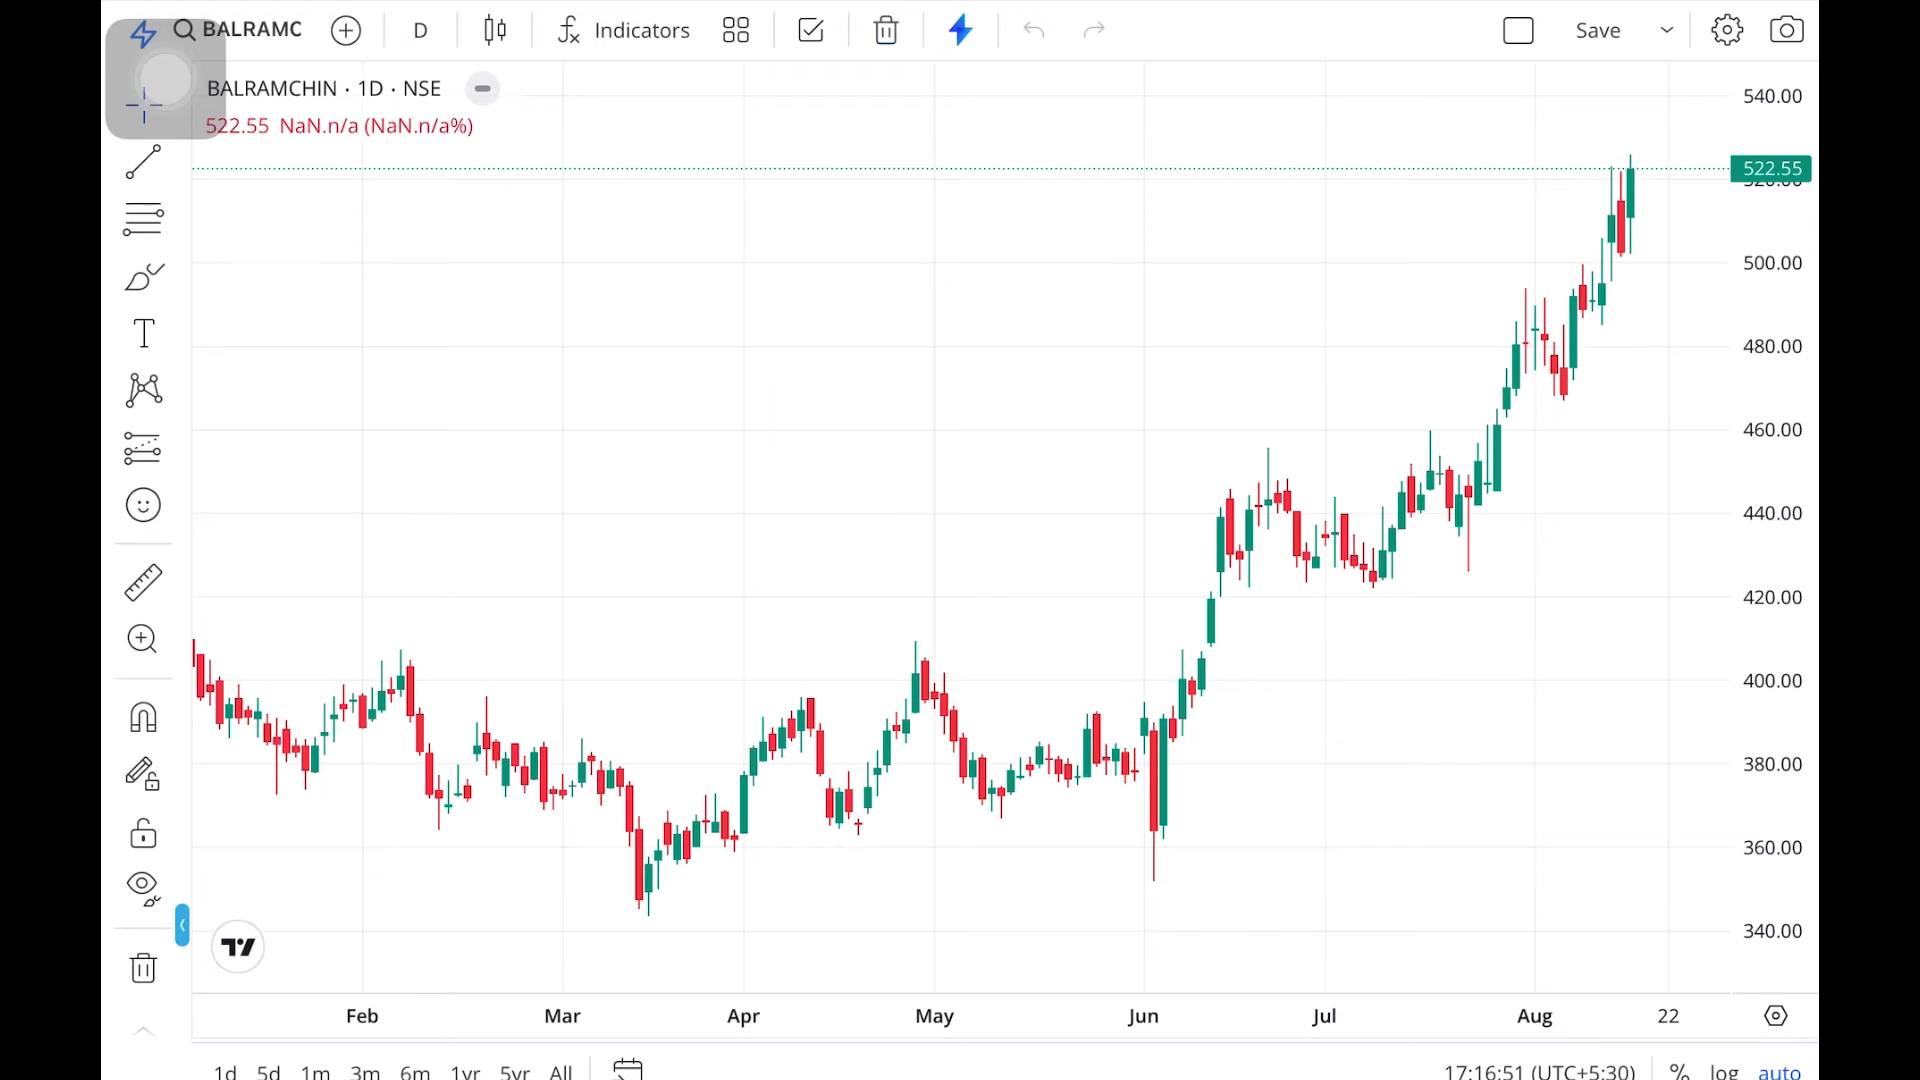 BALRAMC D Indicators Save
BALRAMCHIN · 1D · NSE
522.55 NaN.n/a (NaN.n/a%)
540.00
522.55
500.00
480.00
460.00
440.00
420.00
400.00
380.00
360.00
340.00
Feb Mar Apr May Jun Jul Aug 22
1d 5d 1m 3m 6m 1yr 5yr All 17:16:51 (UTC+5:30) % log auto